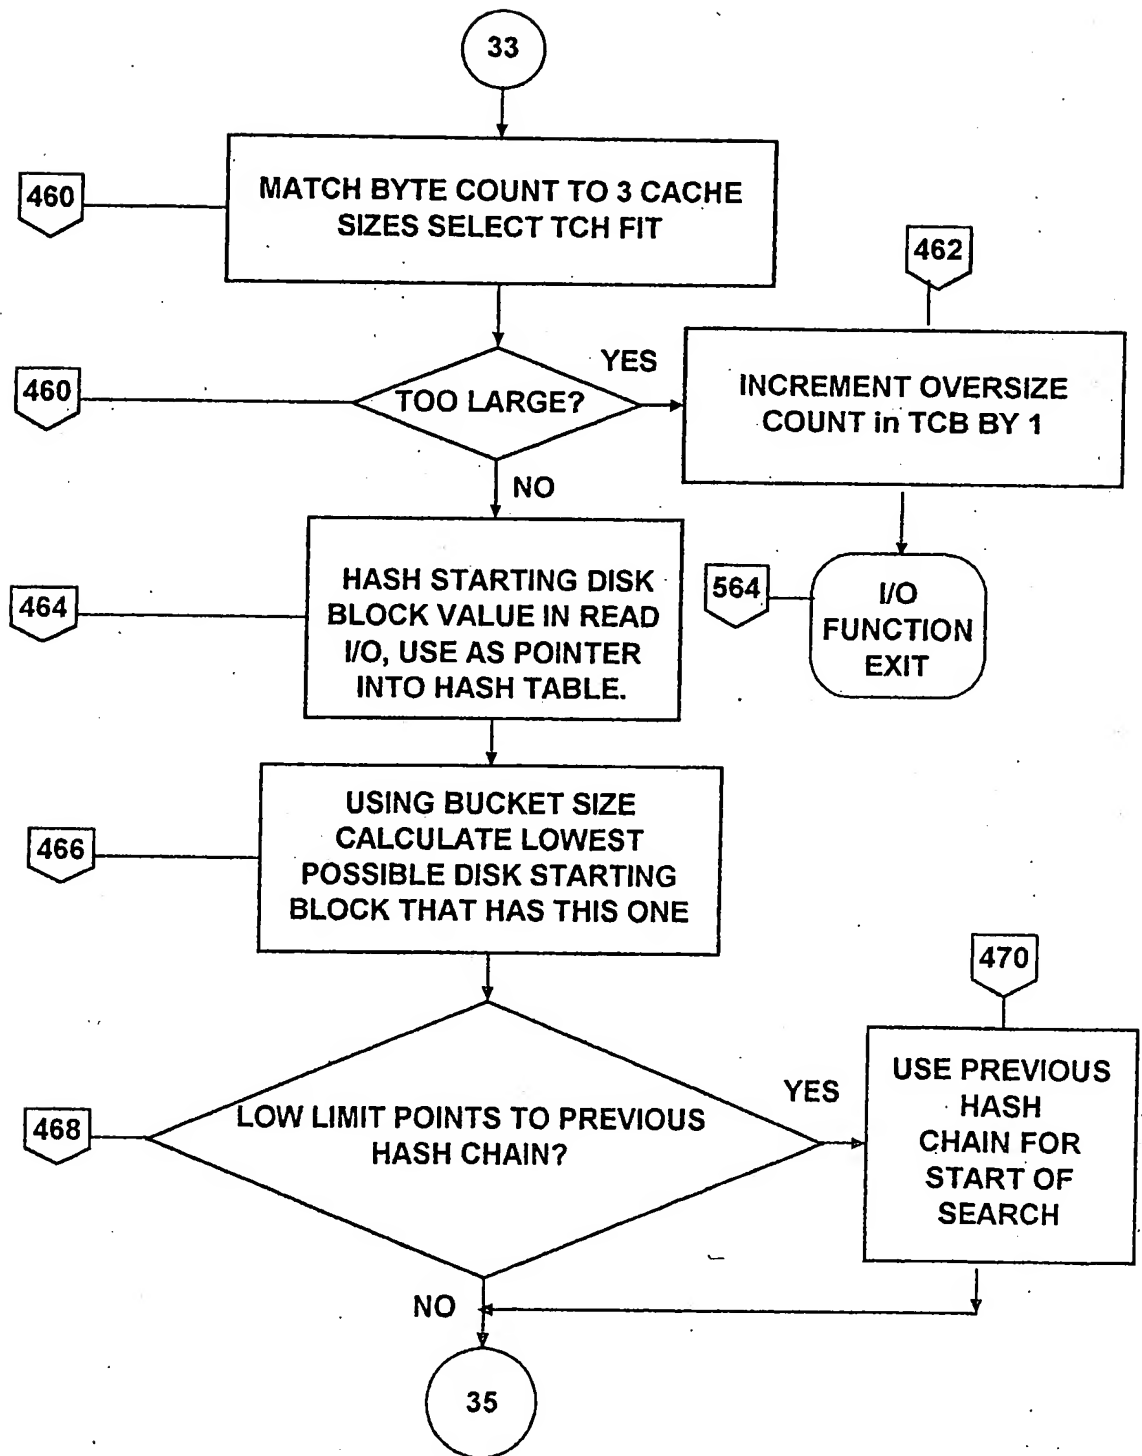 33
460
MATCH BYTE COUNT TO 3 CACHE
SIZES SELECT TCH FIT
462
460
TOO LARGE?
YES
INCREMENT OVERSIZE
COUNT in TCB BY 1
NO
464
HASH STARTING DISK
BLOCK VALUE IN READ
I/O, USE AS POINTER
INTO HASH TABLE.
564
I/O
FUNCTION
EXIT
466
USING BUCKET SIZE
CALCULATE LOWEST
POSSIBLE DISK STARTING
BLOCK THAT HAS THIS ONE
470
468
LOW LIMIT POINTS TO PREVIOUS
HASH CHAIN?
YES
USE PREVIOUS
HASH
CHAIN FOR
START OF
SEARCH
NO
35